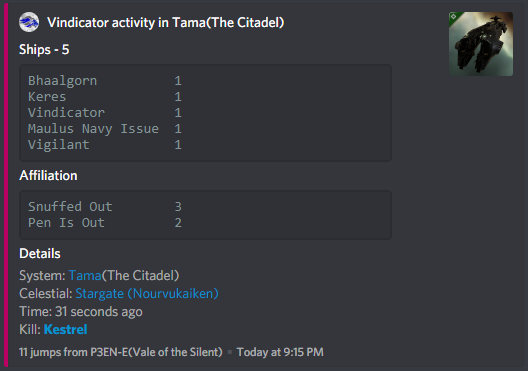 Vindicator activity in Tama(The Citadel)
Ships - 5
Bhaalgorn 1
Keres 1
Vindicator 1
Maulus Navy Issue 1
Vigilant 1
Affiliation
Snuffed Out 3
Pen Is Out 2
Details
System: Tama(The Citadel)
Celestial: Stargate (Nourvukaiken)
Time: 31 seconds ago
Kill: Kestrel
11 jumps from P3EN-E(Vale of the Silent) • Today at 9:15 PM